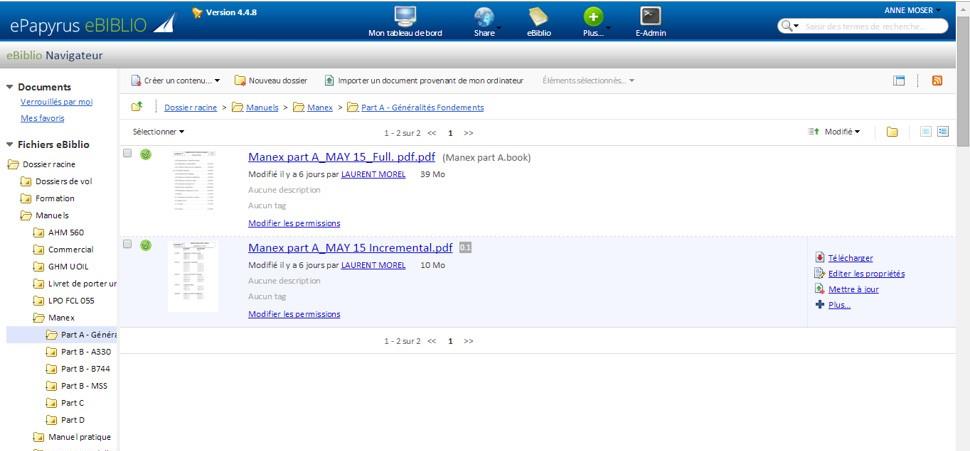 ePapyrus eBIBLIO
Version 4.4.8
Mon tableau de bord
Share
eBiblio
Plus...
E-Admin
ANNE MOSER
Saisir des termes de recherche...
eBiblio Navigateur
Documents
Verrouillés par moi
Mes favoris
Fichiers eBiblio
Dossier racine
Dossiers de vol
Formation
Manuels
AHM 560
Commercial
GHM UOIL
Livret de porter un
LPO FCL 055
Manex
Part A - Génér
Part B - A330
Part B - B744
Part B - MSS
Part C
Part D
Manuel pratique
Créer un contenu...
Nouveau dossier
Importer un document provenant de mon ordinateur
Éléments sélectionnés...
Dossier racine > Manuels > Manex > Part A - Généralités Fondements
Sélectionner
1 - 2 sur 2 << 1 >>
Modifié
Manex part A_MAY 15_Full. pdf.pdf (Manex part A.book)
Modifié il y a 6 jours par LAURENT MOREL 39 Mo
Aucune description
Aucun tag
Modifier les permissions
Manex part A_MAY 15 Incremental.pdf 0.1
Modifié il y a 6 jours par LAURENT MOREL 10 Mo
Aucune description
Aucun tag
Modifier les permissions
Télécharger
Editer les propriétés
Mettre à jour
Plus...
1 - 2 sur 2 << 1 >>